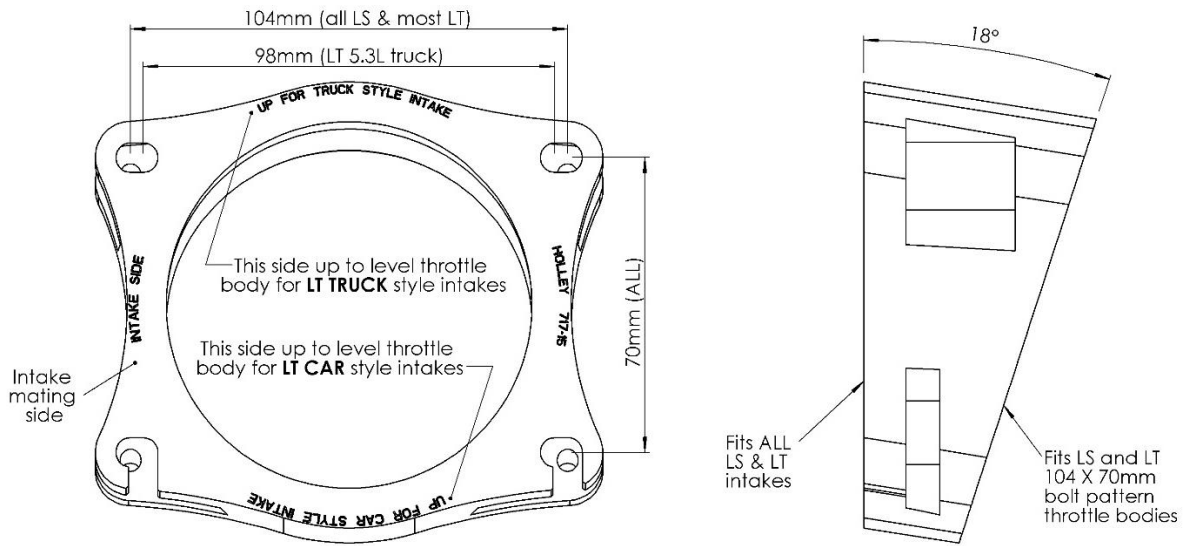 104mm (all LS & most LT)
98mm (LT 5.3L truck)
UP FOR TRUCK STYLE INTAKE
This side up to level throttle
body for LT TRUCK style intakes
This side up to level throttle
body for LT CAR style intakes
INTAKE SIDE
HOLLEY 717-15
70mm (ALL)
Intake
mating
side
UP FOR CAR STYLE INTAKE
18°
Fits ALL
LS & LT
intakes
Fits LS and LT
104 X 70mm
bolt pattern
throttle bodies